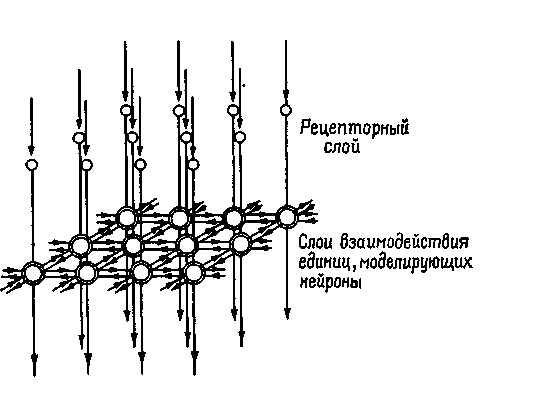 Рецепторный
слой
Слои взаимодействия
единиц, моделирующих
нейроны